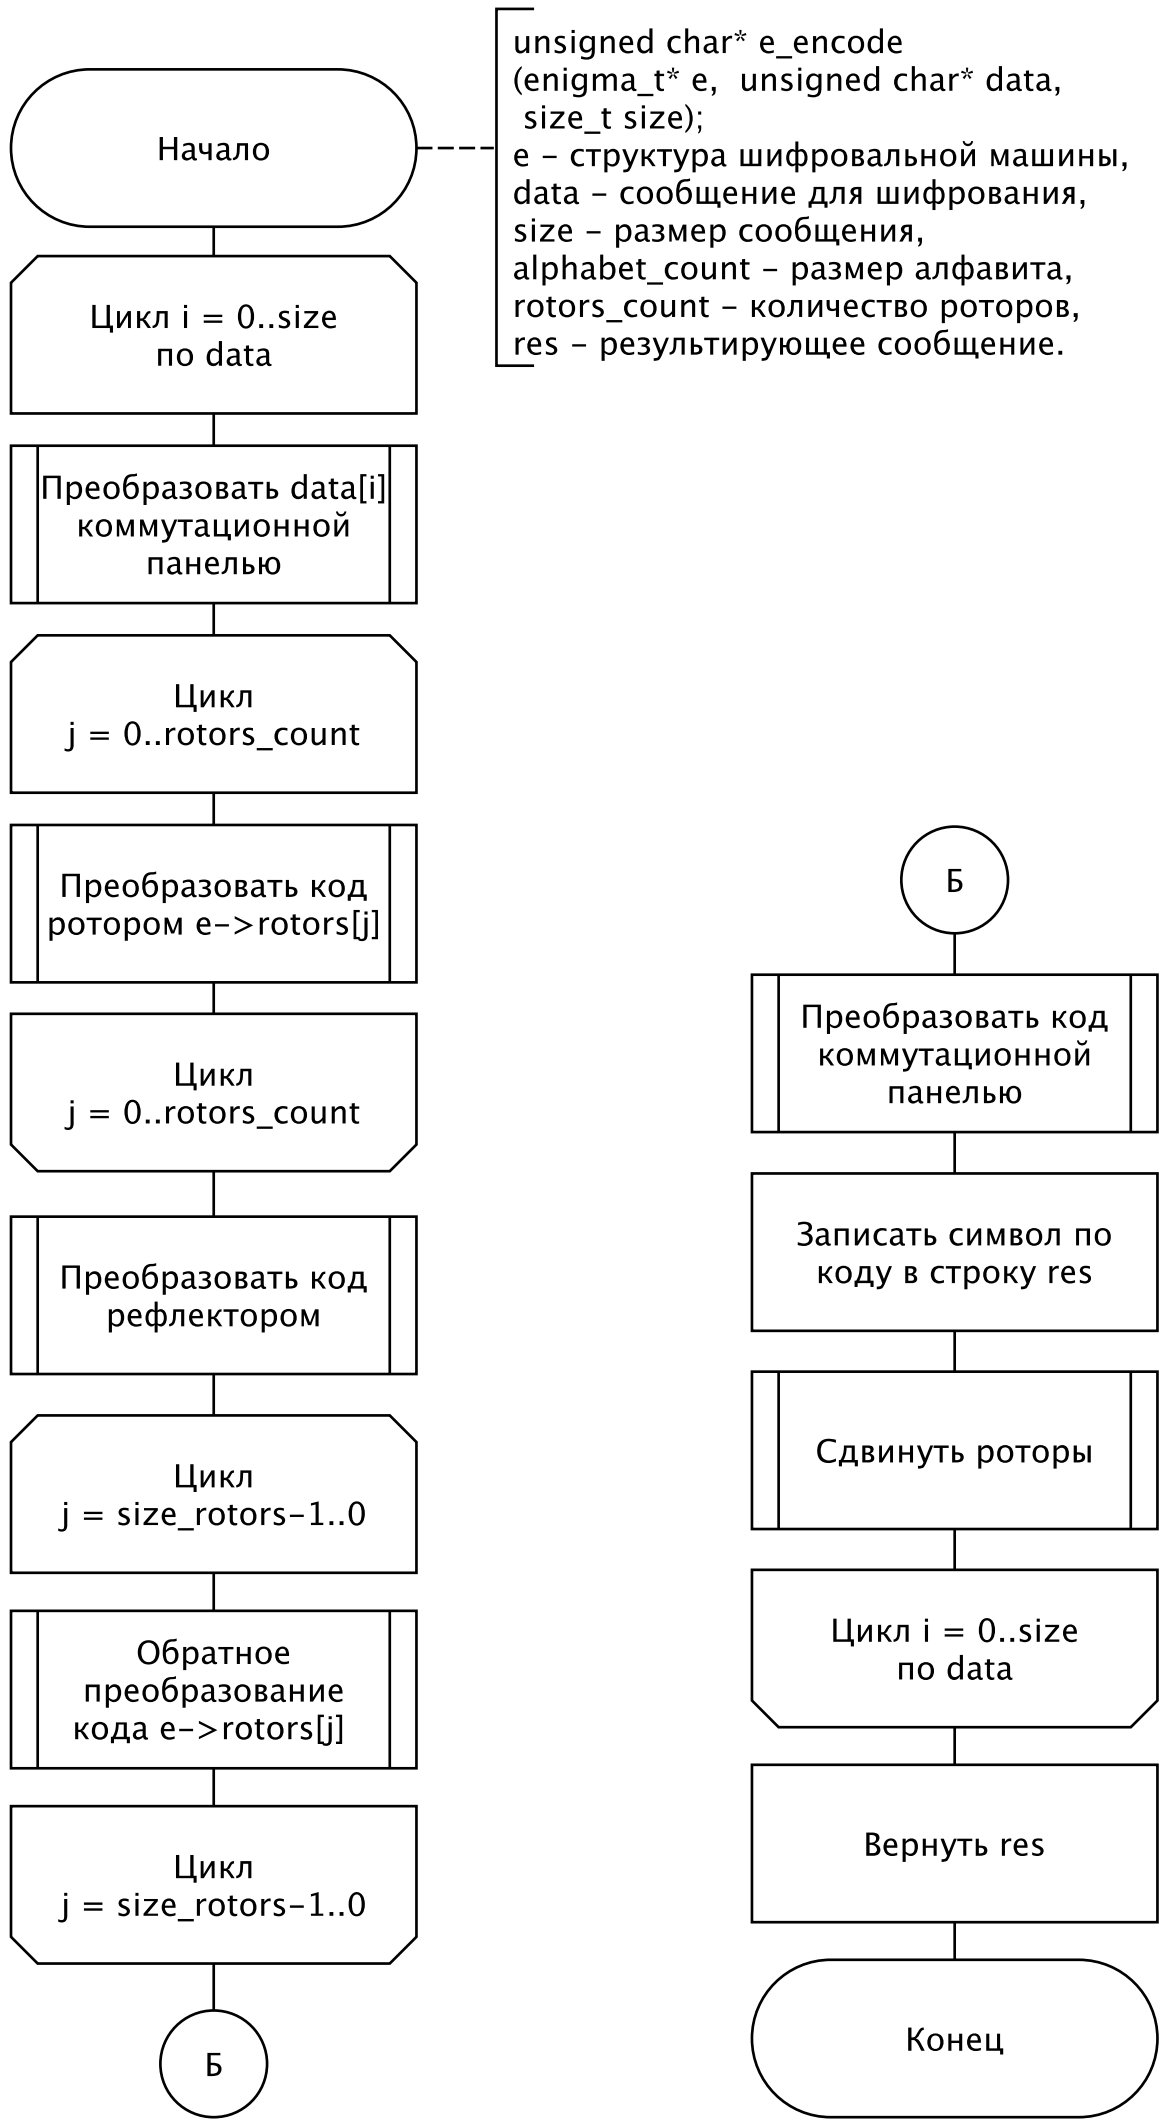 unsigned char* e_encode
(enigma_t* e,  unsigned char* data,
size_t size);
e – структура шифровальной машины,
data – сообщение для шифрования,
size – размер сообщения,
alphabet_count – размер алфавита,
rotors_count – количество роторов,
res – результирующее сообщение.
Начало
Цикл i = 0..size
по data
Преобразовать data[i]
коммутационной
панелью
Цикл
j = 0..rotors_count
Преобразовать код
ротором e->rotors[j]
Цикл
j = 0..rotors_count
Преобразовать код
рефлектором
Цикл
j = size_rotors-1..0
Обратное
преобразование
кода e->rotors[j]
Цикл
j = size_rotors-1..0
Б
Б
Преобразовать код
коммутационной
панелью
Записать символ по
коду в строку res
Сдвинуть роторы
Цикл i = 0..size
по data
Вернуть res
Конец